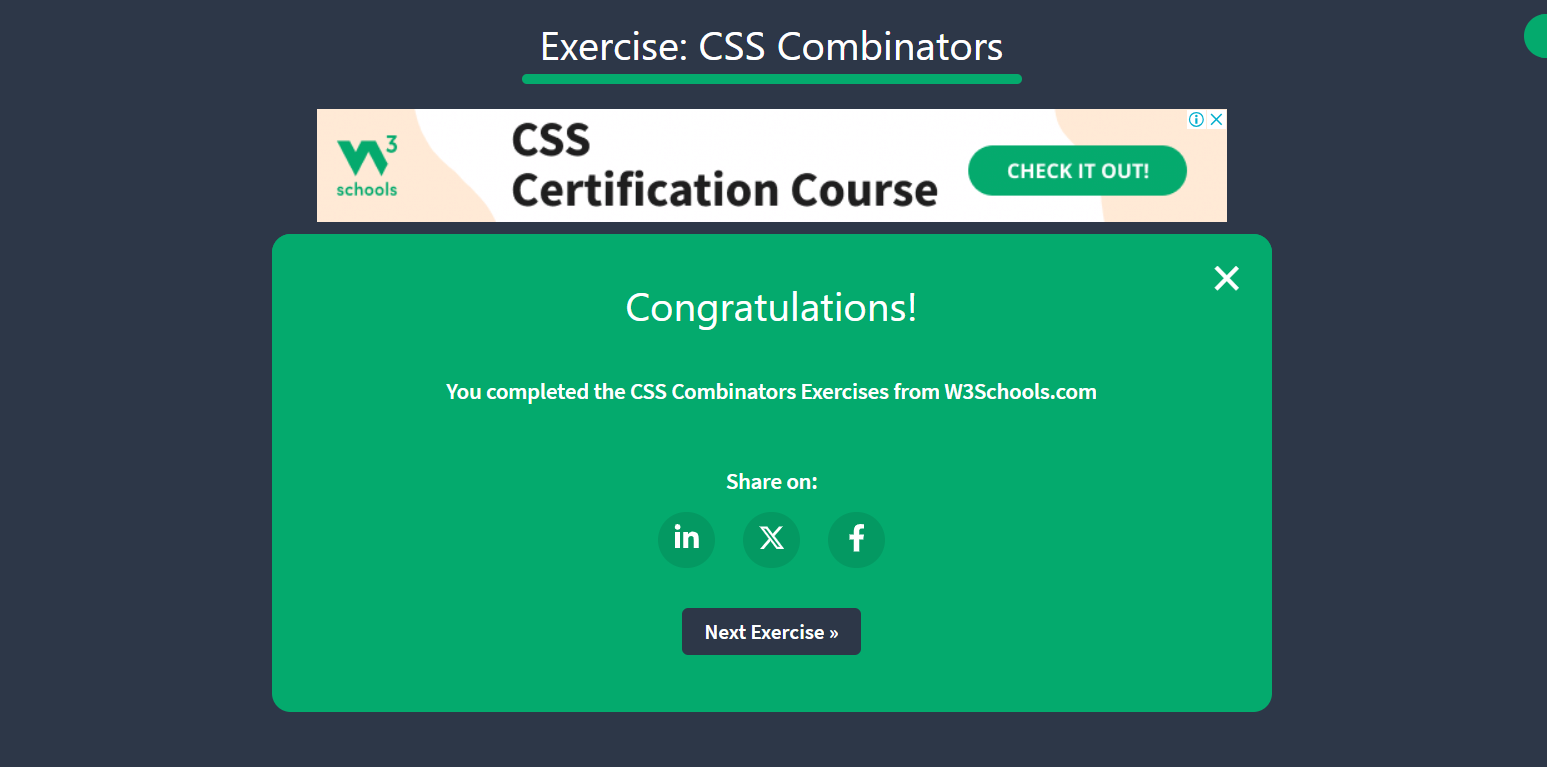 Exercise: CSS Combinators
W3
schools
CSS
Certification Course
CHECK IT OUT!
Congratulations!
You completed the CSS Combinators Exercises from W3Schools.com
Share on:
in
X
f
Next Exercise »